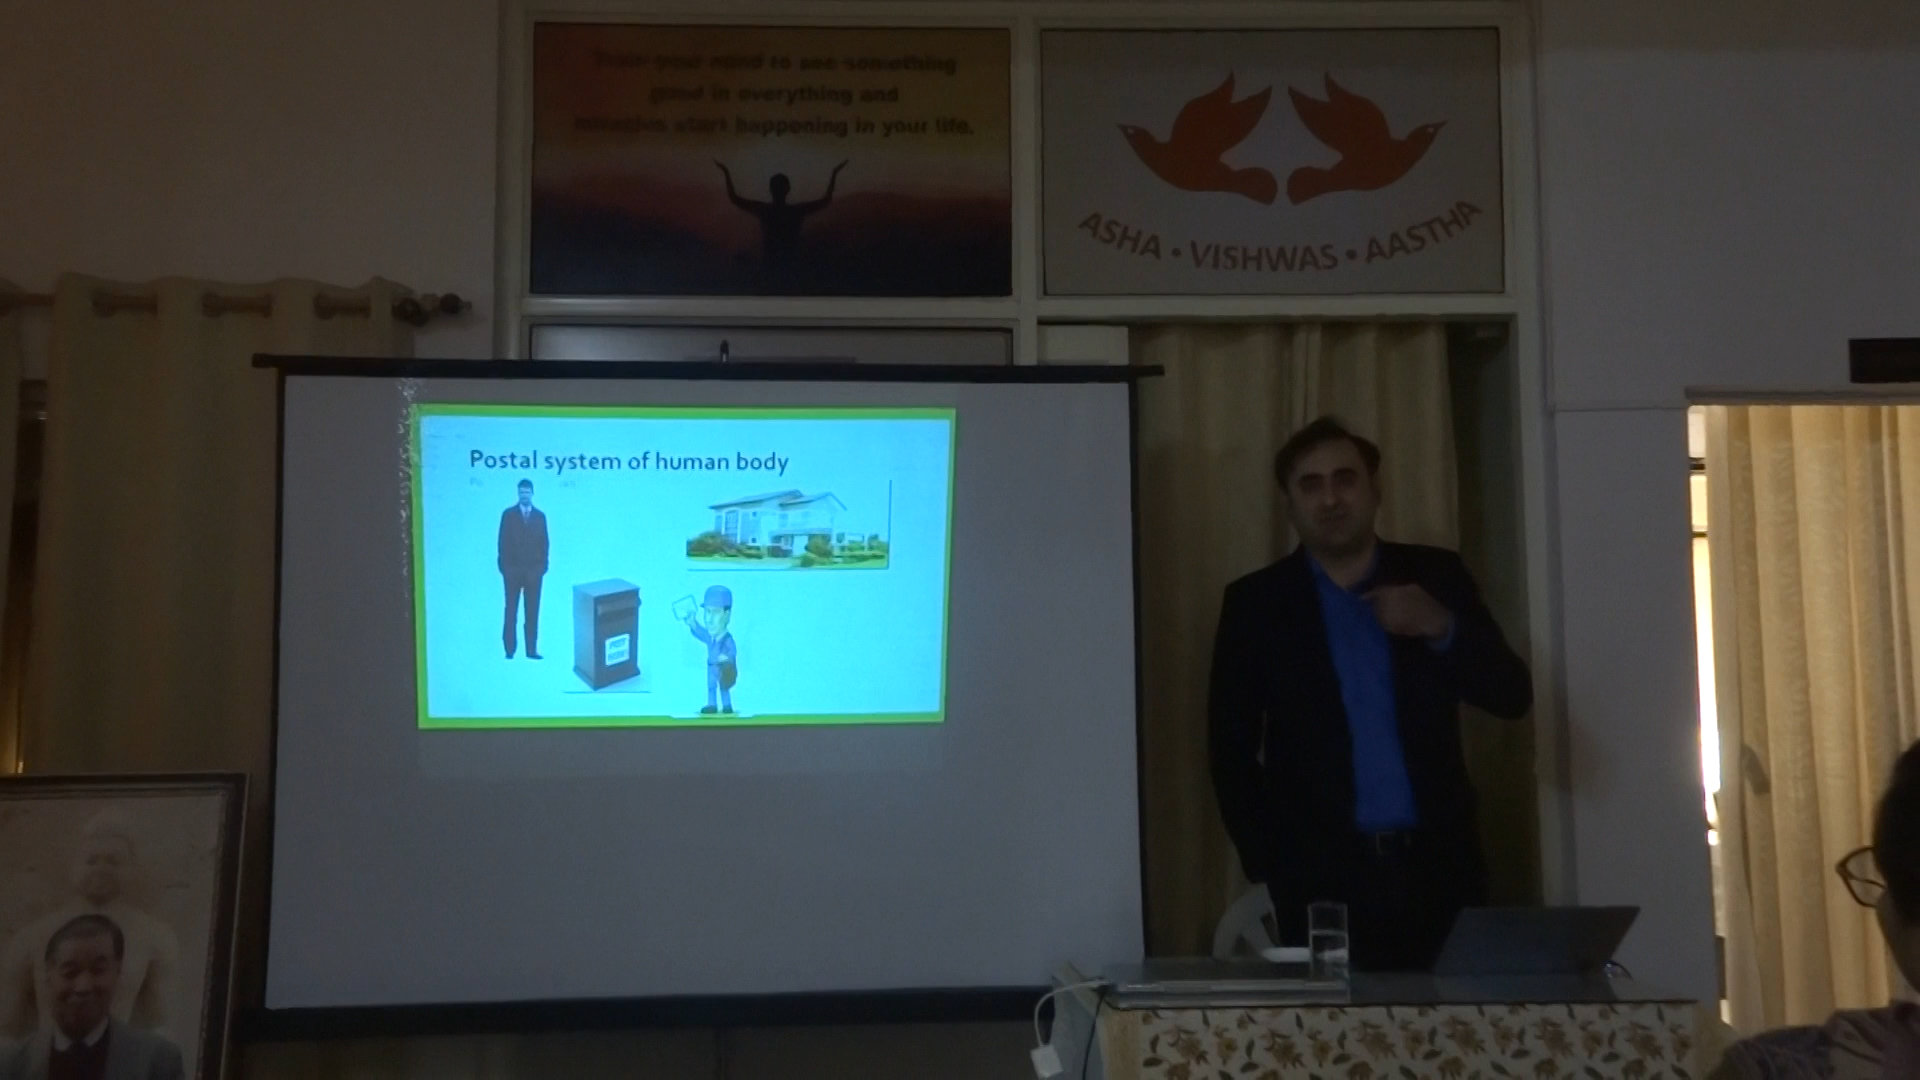 Train your mind to see something
good in everything and
miracles start happening in your life.
ASHA • VISHWAS • AASTHA
Postal system of human body
POST